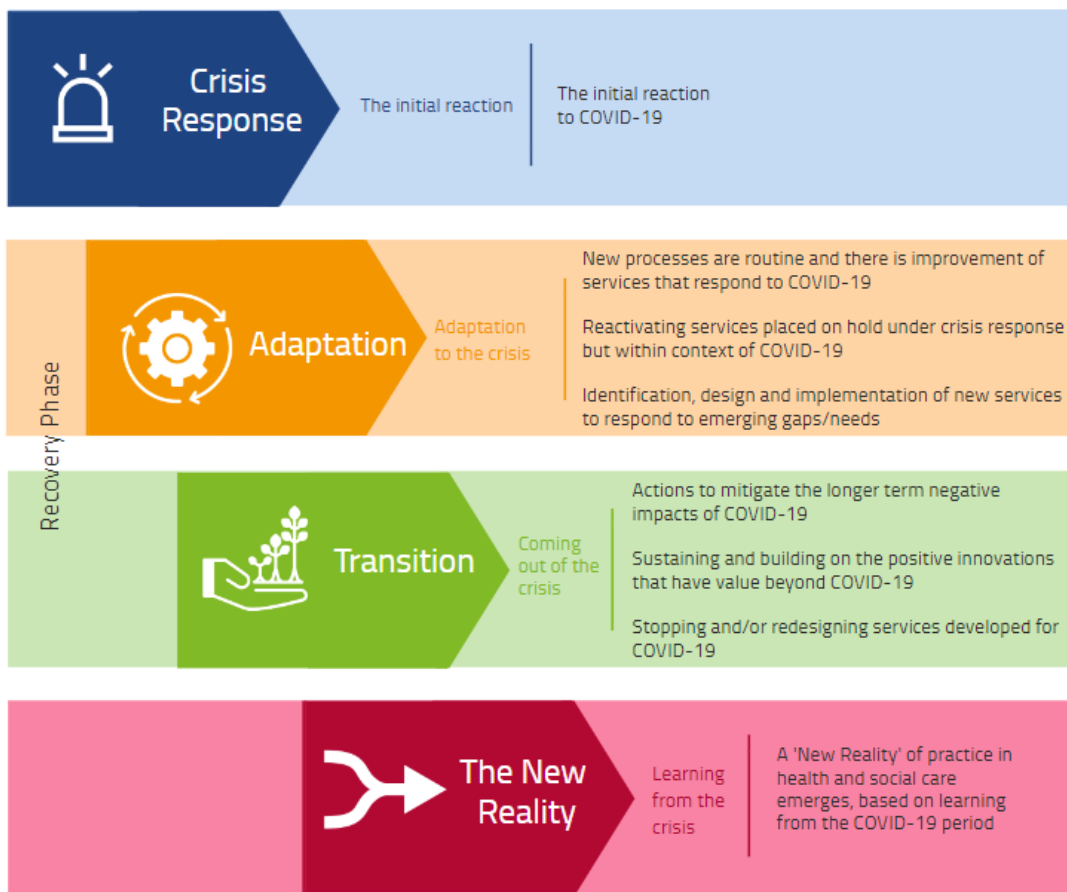 Crisis
Response
The initial reaction
The initial reaction
to COVID-19
Recovery Phase
Adaptation
Adaptation
to the crisis
New processes are routine and there is improvement of
services that respond to COVID-19
Reactivating services placed on hold under crisis response
but within context of COVID-19
Identification, design and implementation of new services
to respond to emerging gaps/needs
Transition
Coming
out of the
crisis
Actions to mitigate the longer term negative
impacts of COVID-19
Sustaining and building on the positive innovations
that have value beyond COVID-19
Stopping and/or redesigning services developed for
COVID-19
The New
Reality
Learning
from the
crisis
A 'New Reality' of practice in
health and social care
emerges, based on learning
from the COVID-19 period